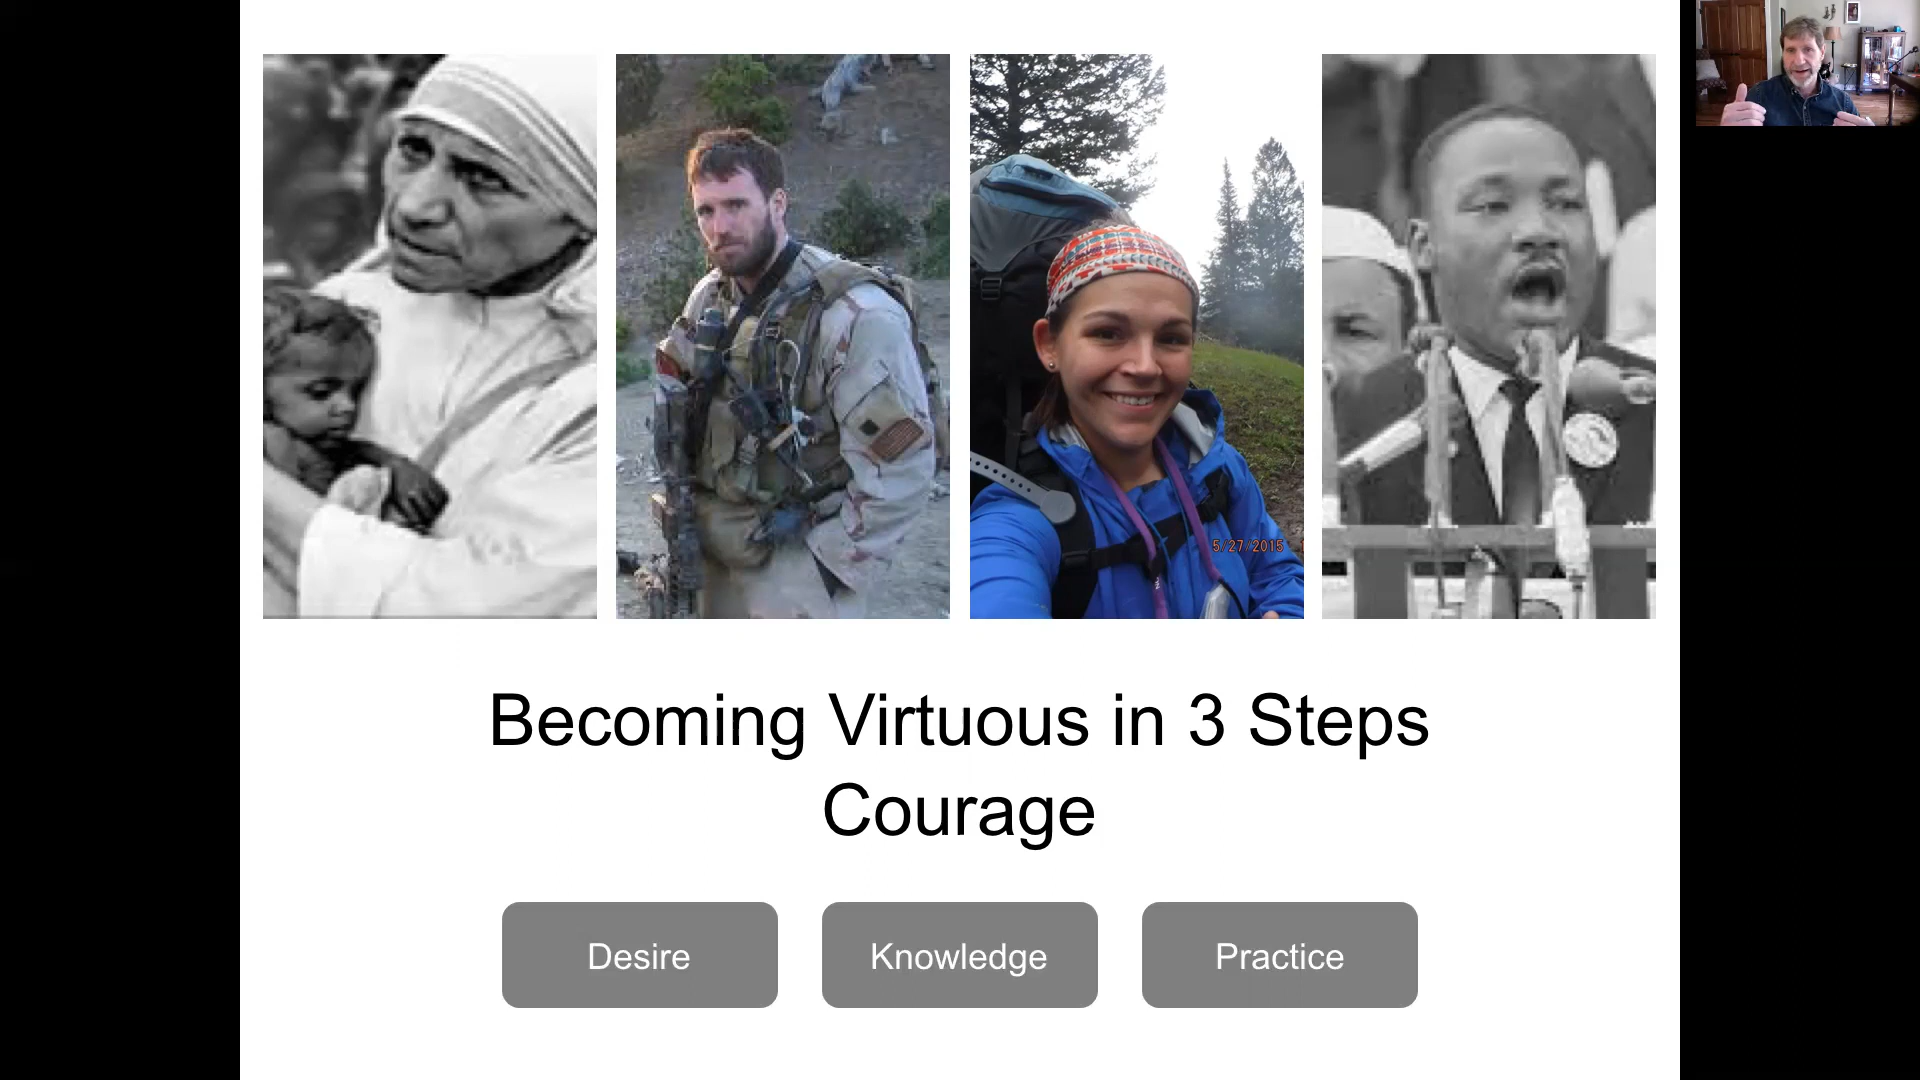 5/27/2015
Becoming Virtuous in 3 Steps
Courage
Desire
Knowledge
Practice